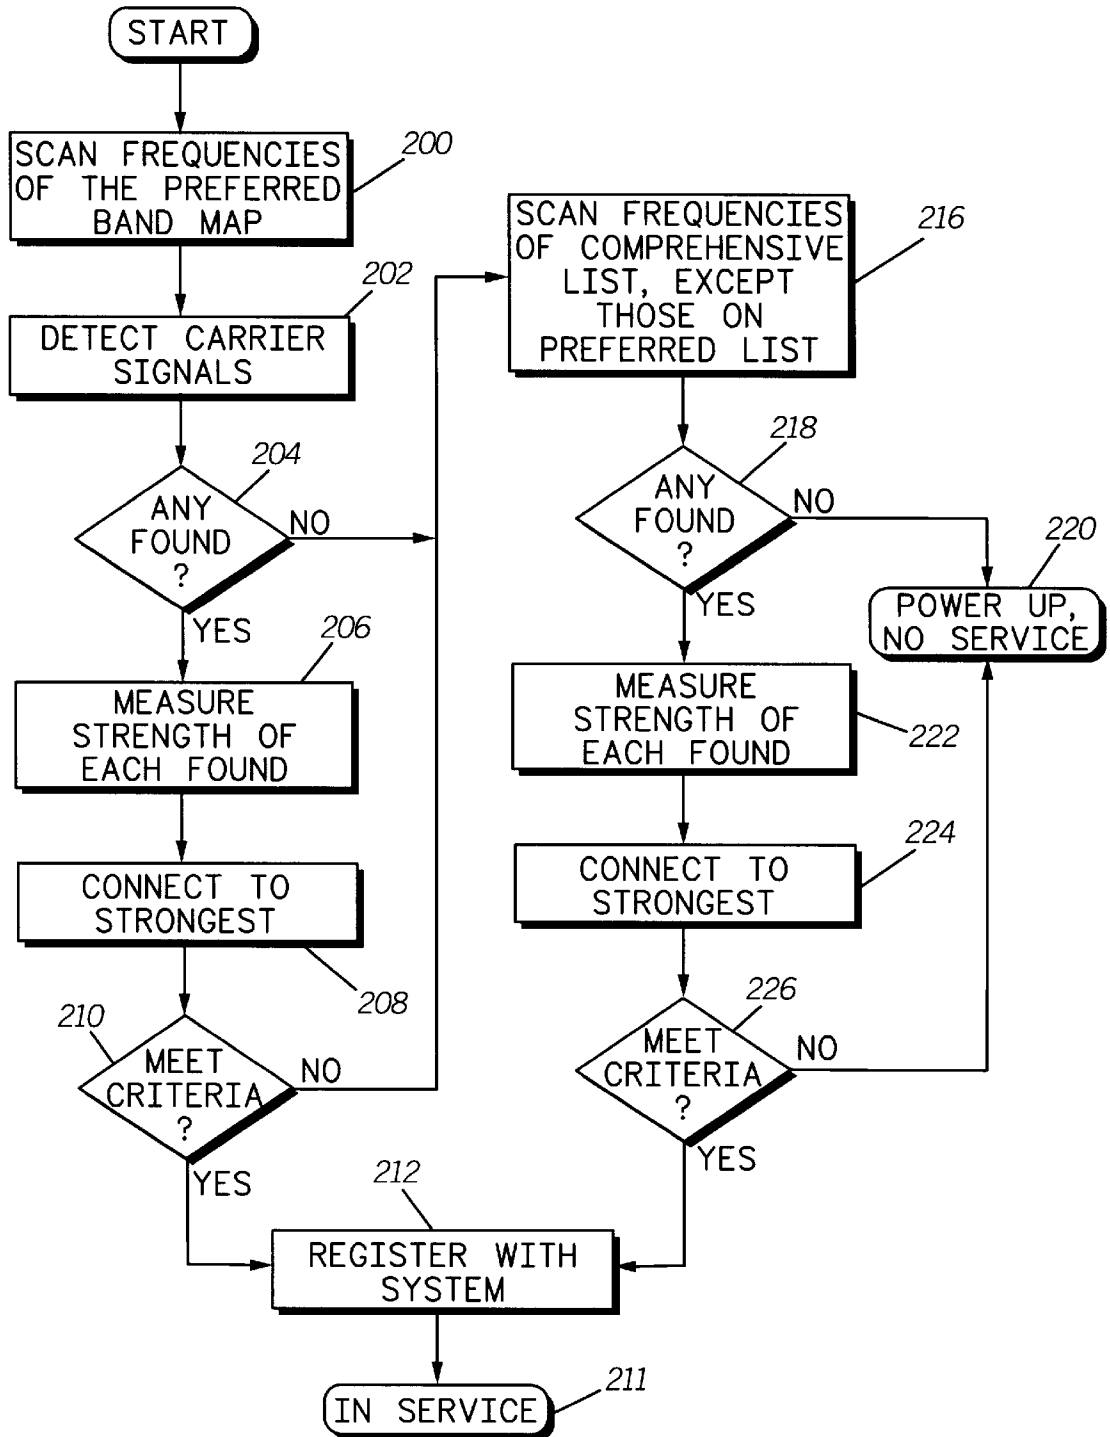 START
SCAN FREQUENCIES
OF THE PREFERRED
BAND MAP
200
DETECT CARRIER
SIGNALS
202
ANY
FOUND
?
204
NO
YES
MEASURE
STRENGTH OF
EACH FOUND
206
CONNECT TO
STRONGEST
208
MEET
CRITERIA
?
210
NO
YES
SCAN FREQUENCIES
OF COMPREHENSIVE
LIST, EXCEPT
THOSE ON
PREFERRED LIST
216
ANY
FOUND
?
218
NO
YES
POWER UP,
NO SERVICE
220
MEASURE
STRENGTH OF
EACH FOUND
222
CONNECT TO
STRONGEST
224
MEET
CRITERIA
?
226
NO
YES
REGISTER WITH
SYSTEM
212
IN SERVICE
211